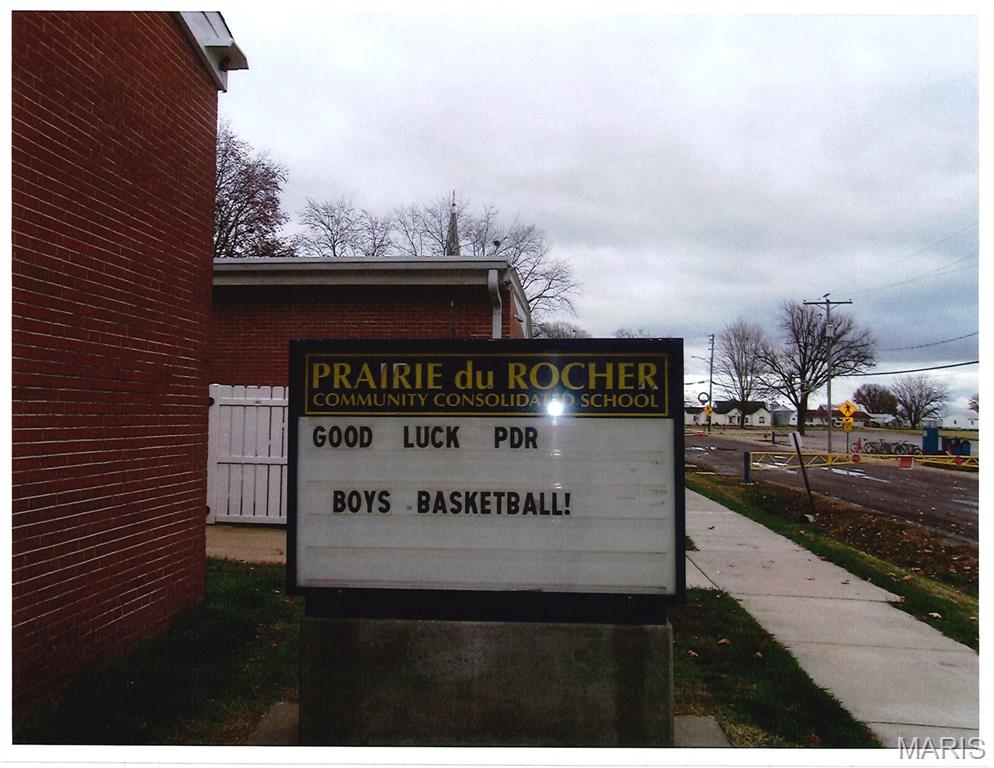 PRAIRIE du ROCHER
COMMUNITY CONSOLIDATED SCHOOL
GOOD LUCK PDR
BOYS BASKETBALL!
MARIS